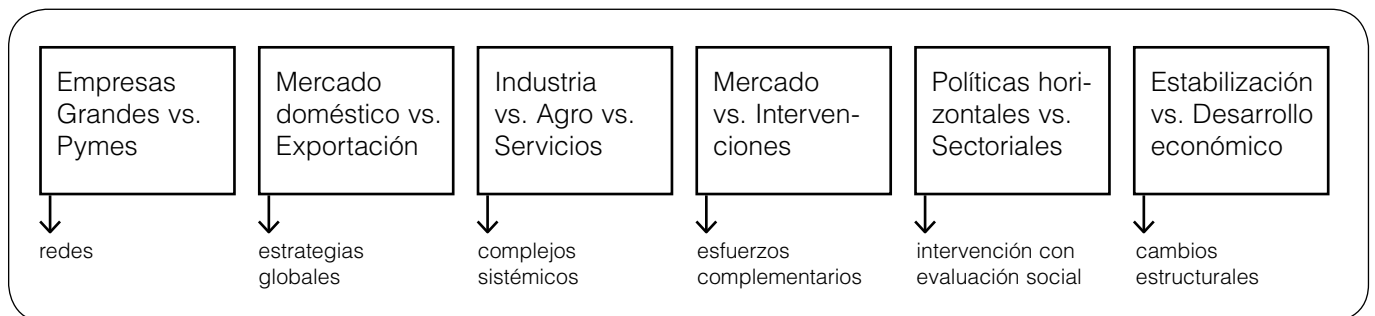 Empresas
Grandes vs.
Pymes
Mercado
doméstico vs.
Exportación
Industria
vs. Agro vs.
Servicios
Mercado
vs. Interven-
ciones
Políticas hori-
zontales vs.
Sectoriales
Estabilización
vs. Desarrollo
económico
redes
estrategias
globales
complejos
sistémicos
esfuerzos
complementarios
intervención con
evaluación social
cambios
estructurales